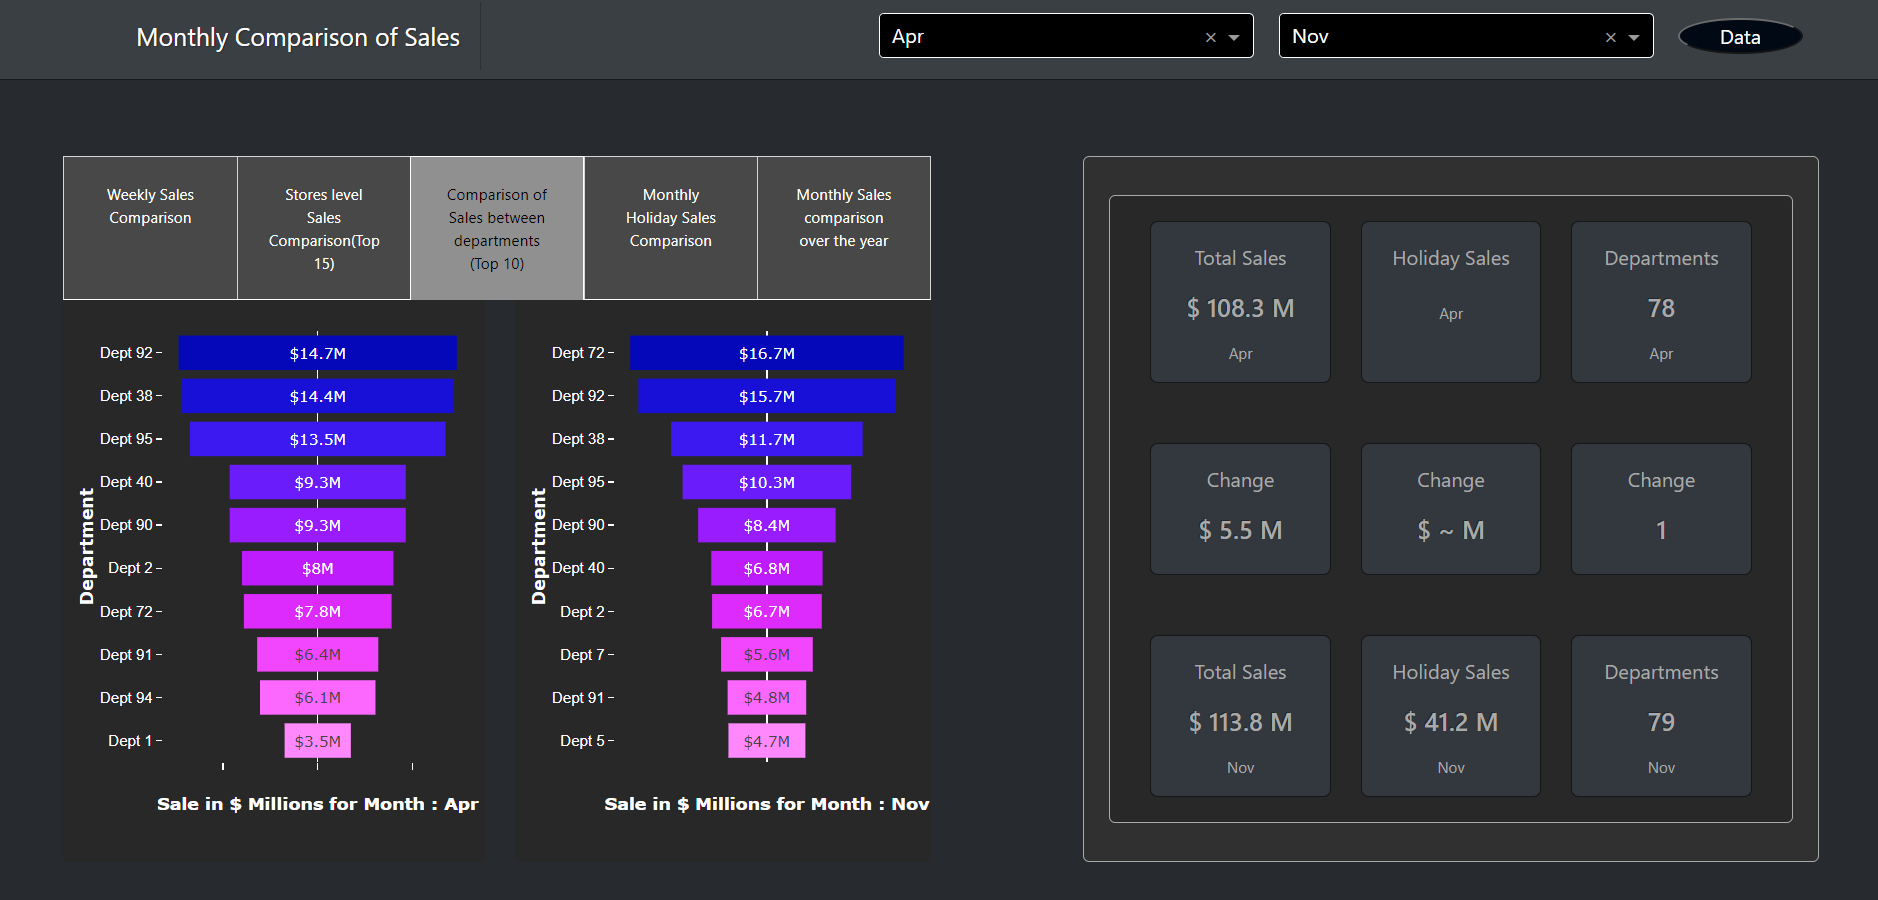 Monthly Comparison of Sales
Apr
Nov
Data
Weekly Sales
Comparison
Stores level
Sales
Comparison(Top
15)
Comparison of
Sales between
departments
(Top 10)
Monthly
Holiday Sales
Comparison
Monthly Sales
comparison
over the year
Department
Dept 92 $14.7M
Dept 38 $14.4M
Dept 95 $13.5M
Dept 40 $9.3M
Dept 90 $9.3M
Dept 2 $8M
Dept 72 $7.8M
Dept 91 $6.4M
Dept 94 $6.1M
Dept 1 $3.5M
Sale in $ Millions for Month : Apr
Department
Dept 72 $16.7M
Dept 92 $15.7M
Dept 38 $11.7M
Dept 95 $10.3M
Dept 90 $8.4M
Dept 40 $6.8M
Dept 2 $6.7M
Dept 7 $5.6M
Dept 91 $4.8M
Dept 5 $4.7M
Sale in $ Millions for Month : Nov
Total Sales
$ 108.3 M
Apr
Holiday Sales
Apr
Departments
78
Apr
Change
$ 5.5 M
Change
$ ~ M
Change
1
Total Sales
$ 113.8 M
Nov
Holiday Sales
$ 41.2 M
Nov
Departments
79
Nov